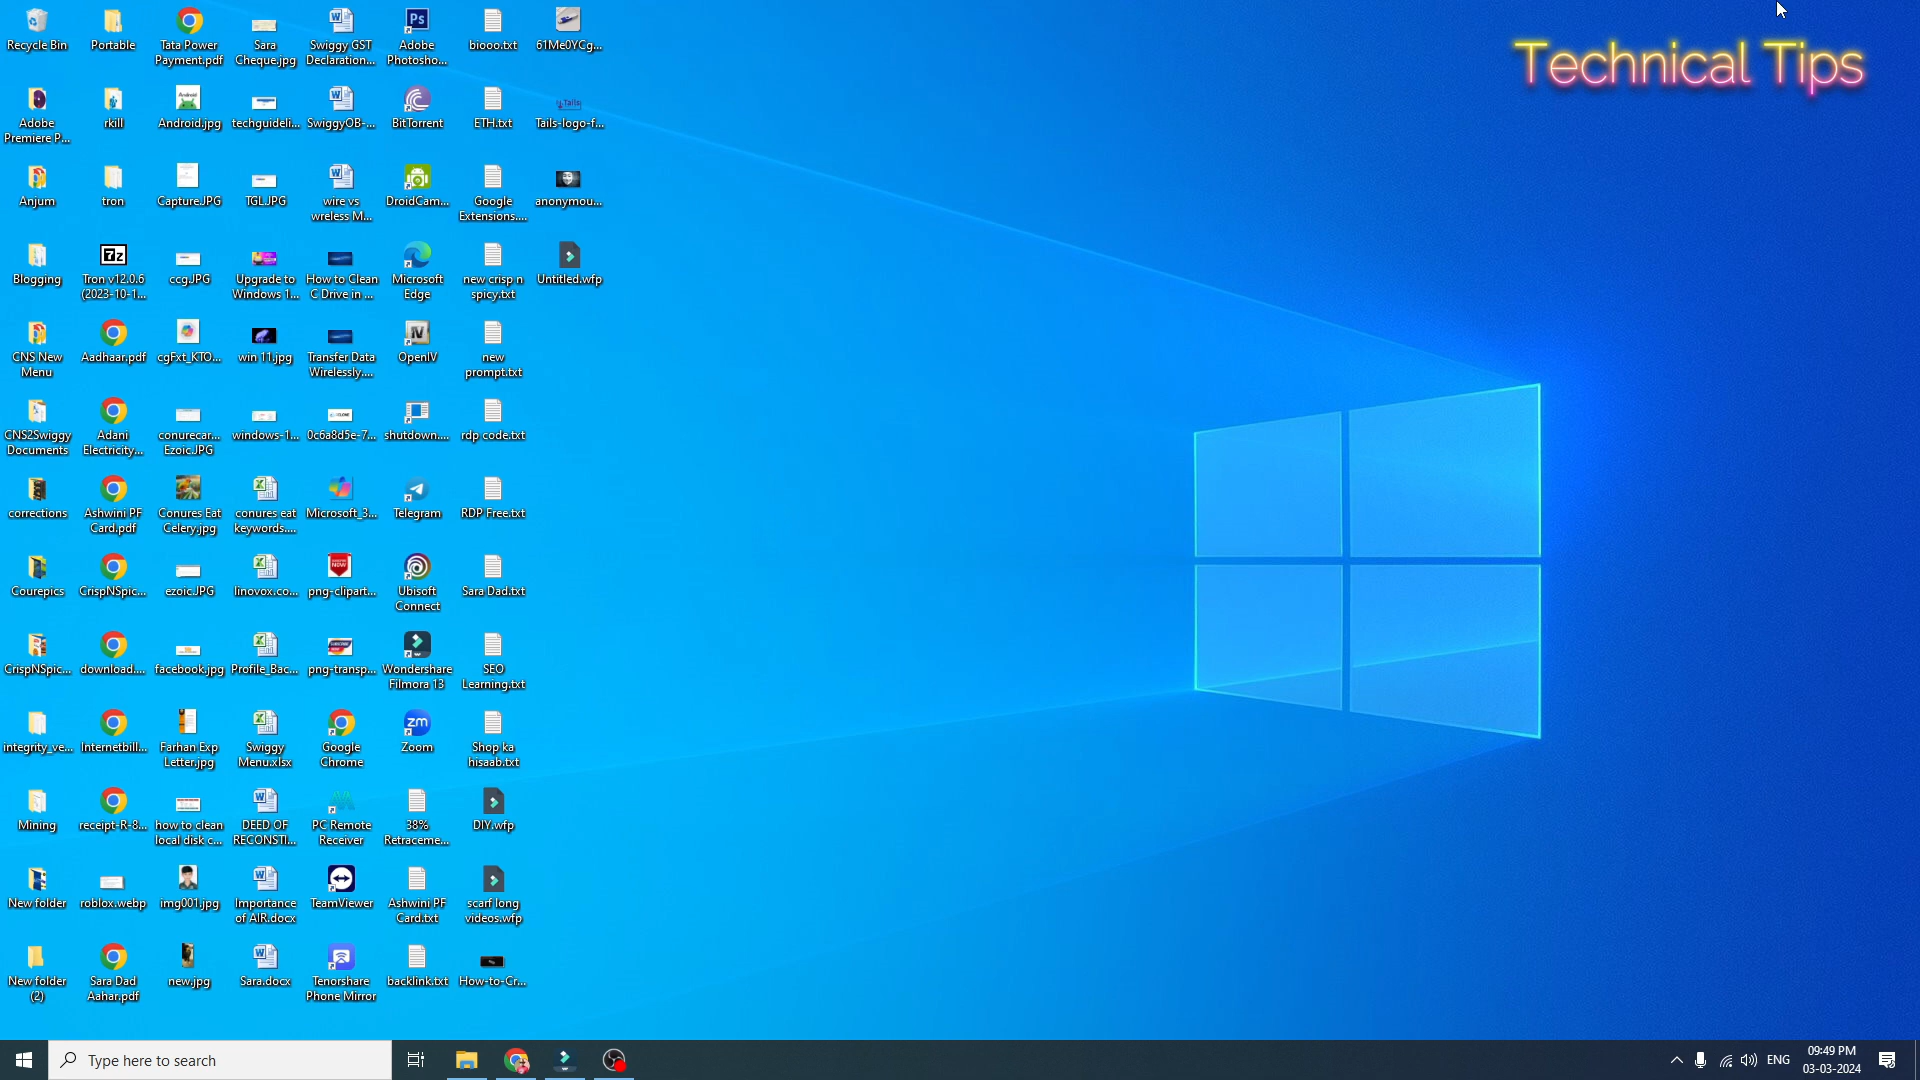 Recycle Bin
Portable
Tata Power
Payment.pdf
Sara
Cheque.jpg
Swiggy GST
Declaration...
Adobe
Photosho...
biooo.txt
61Me0YCg...
Technical Tips
Adobe
Premiere P...
rkill
Android.jpg
techguideli...
SwiggyOB-...
BitTorrent
ETH.txt
Tails-logo-f...
Anjum
tron
Capture.JPG
TGL.JPG
wire vs
wreless M...
DroidCam...
Google
Extensions....
anonymou...
Blogging
Tron v12.0.6
(2023-10-1...
ccg.JPG
Upgrade to
Windows 1...
How to Clean
C Drive in ...
Microsoft
Edge
new crisp n
spicy.txt
Untitled.wfp
CNS New
Menu
Aadhaar.pdf
cgFxt_KTO...
win 11.jpg
Transfer Data
Wirelessly....
OpenIV
new
prompt.txt
CNS2Swiggy
Documents
Adani
Electricity...
conurecar...
Ezoic.JPG
windows-1...
0c6a8d5e-7...
shutdown....
rdp code.txt
corrections
Ashwini PF
Card.pdf
Conures Eat
Celery.jpg
conures eat
keywords....
Microsoft_3...
Telegram
RDP Free.txt
Courepics
CrispNSpic...
ezoic.JPG
linovox.co...
png-clipart...
Ubisoft
Connect
Sara Dad.txt
CrispNSpic...
download....
facebook.jpg
Profile_Bac...
png-transp...
Wondershare
Filmora 13
SEO
Learning.txt
integrity_ve...
Internetbill...
Farhan Exp
Letter.jpg
Swiggy
Menu.xlsx
Google
Chrome
Zoom
Shop ka
hisaab.txt
Mining
receipt-R-8...
how to clean
local disk c...
DEED OF
RECONSTI...
PC Remote
Receiver
38%
Retraceme...
DIY.wfp
New folder
roblox.webp
img001.jpg
Importance
of AIR.docx
TeamViewer
Ashwini PF
Card.txt
scarf long
videos.wfp
New folder
(2)
Sara Dad
Aahar.pdf
new.jpg
Sara.docx
Tenorshare
Phone Mirror
backlink.txt
How-to-Cr...
Type here to search
ENG
09:49 PM
03-03-2024